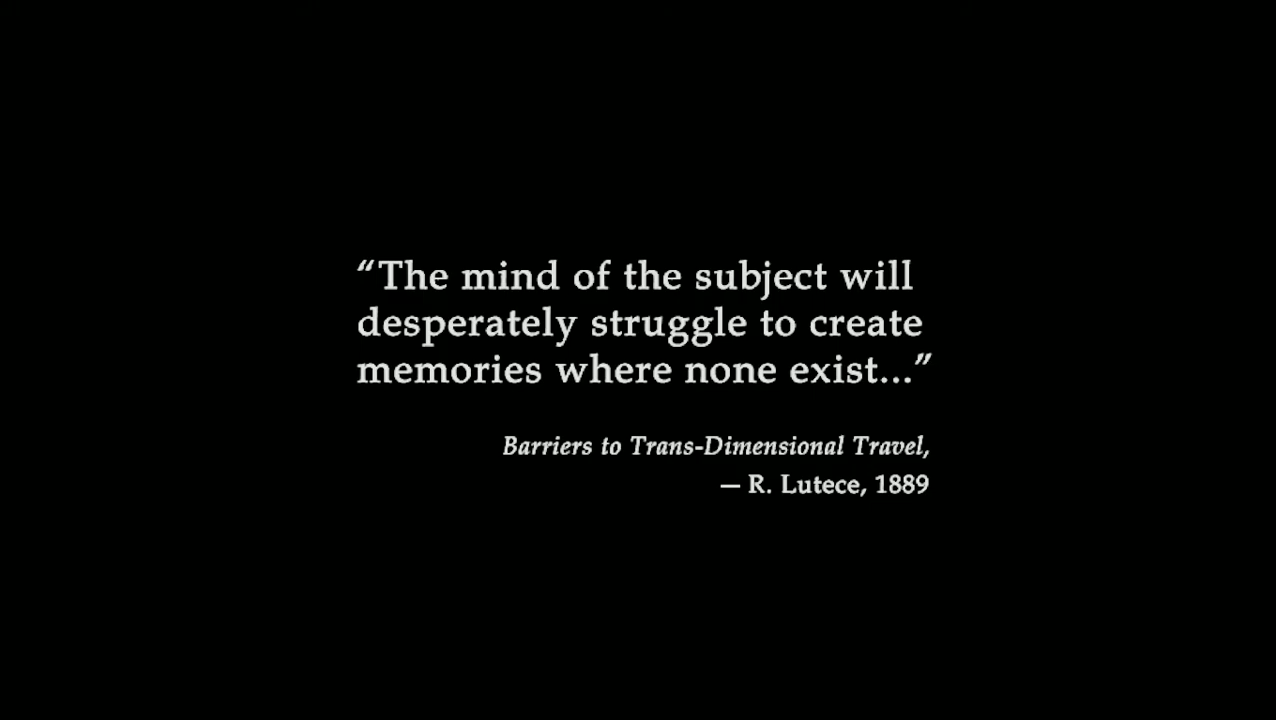 “The mind of the subject will
desperately struggle to create
memories where none exist...”
Barriers to Trans-Dimensional Travel,
— R. Lutece, 1889